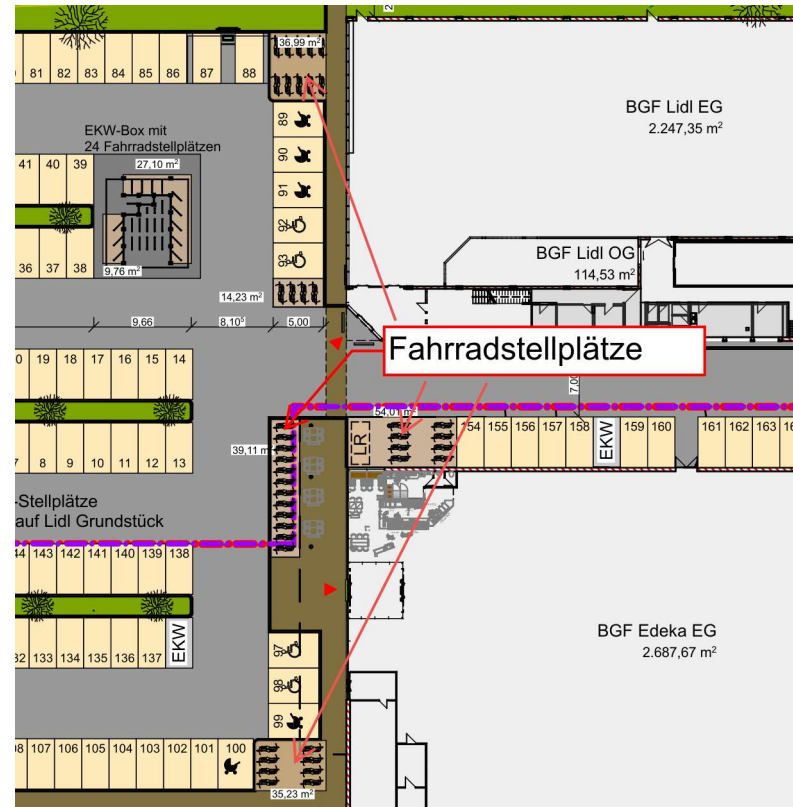 36,99 m²
81 82 83 84 85 86 87 88
BGF Lidl EG
2.247,35 m²
EKW-Box mit
24 Fahrradstellplätzen
89
90
91
92
93
41 40 39
27,10 m²
36 37 38
9,76 m²
14,23 m²
BGF Lidl OG
114,53 m²
9,66 8,10⁵ 5,00
Fahrradstellplätze
19 18 17 16 15 14
7,00
54,01 m²
39,11 m
LR
154 155 156 157 158 EKW 159 160 161 162 163
8 9 10 11 12 13
-Stellplätze
auf Lidl Grundstück
143 142 141 140 139 138
133 134 135 136 137 EKW
97
98
99
BGF Edeka EG
2.687,67 m²
107 106 105 104 103 102 101 100
35,23 m²